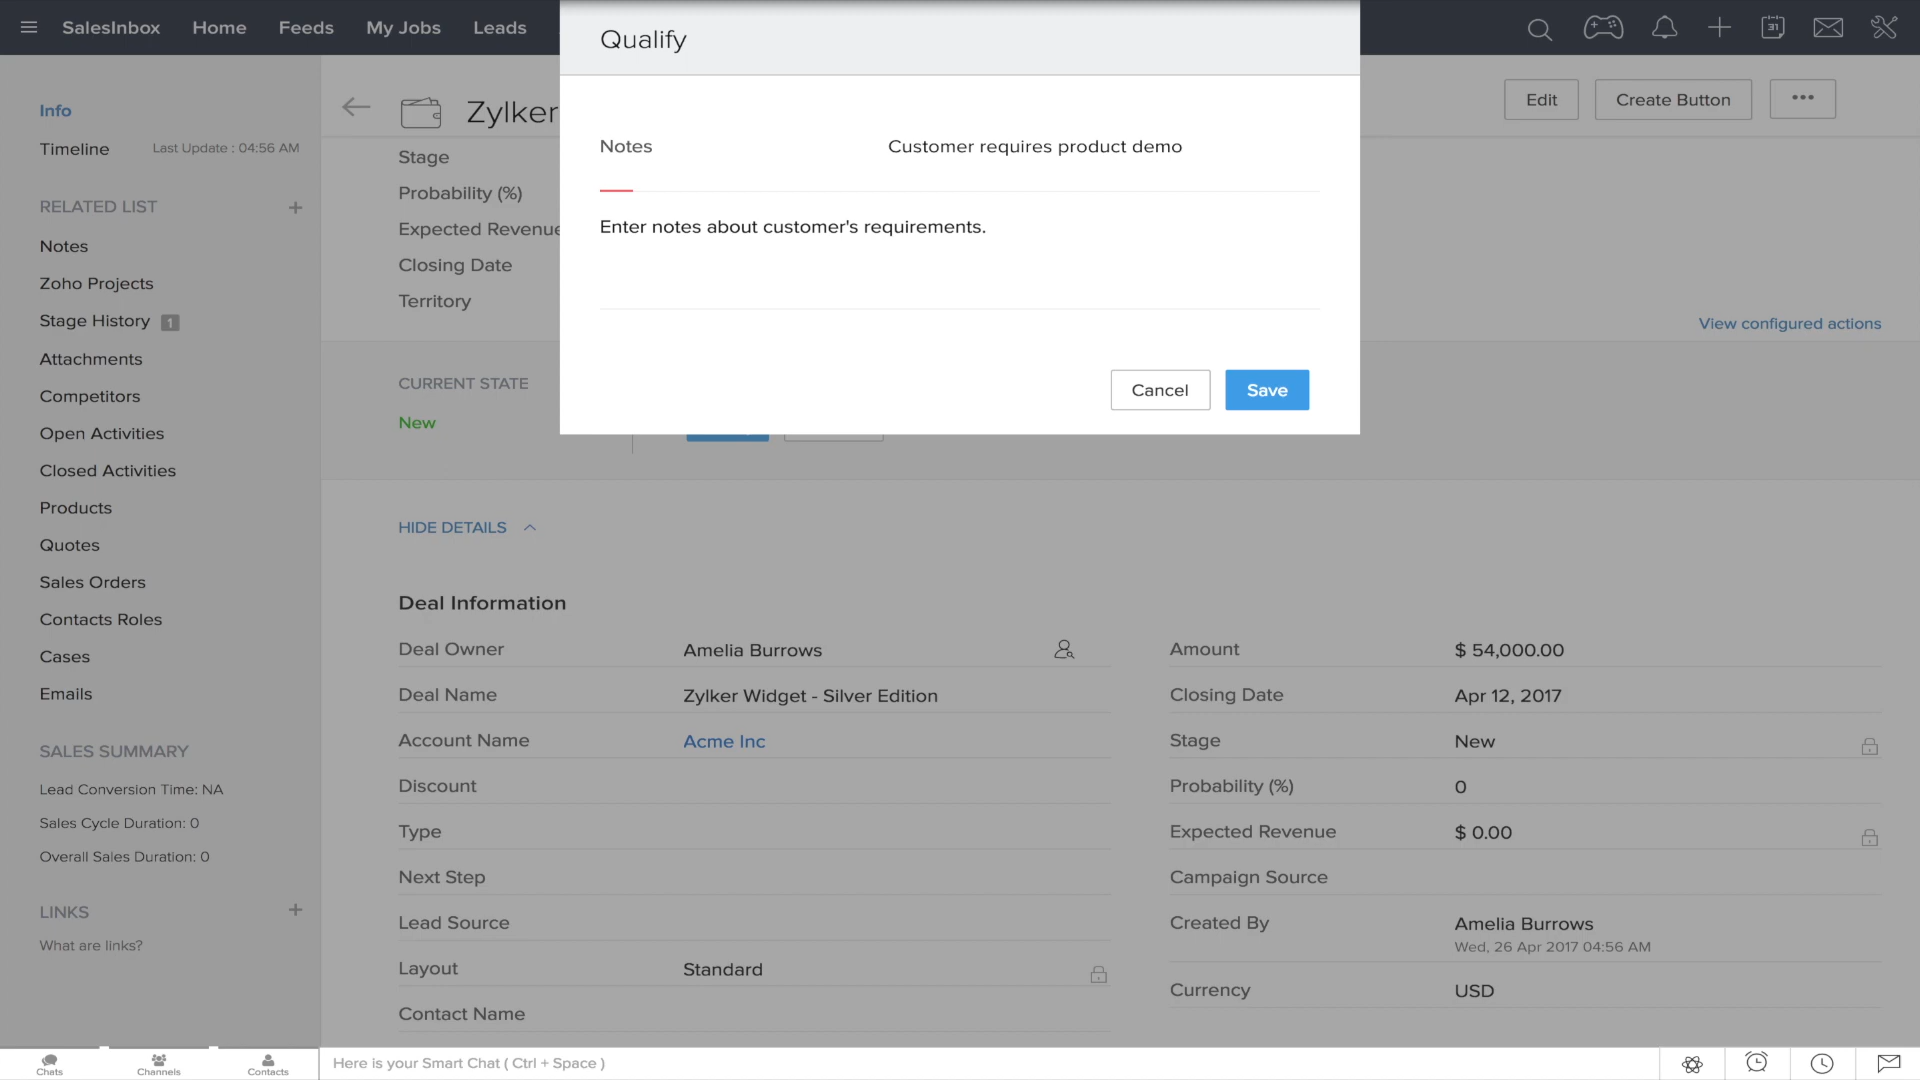 SalesInbox Home Feeds My Jobs Leads
31
Qualify
Notes Customer requires product demo
Enter notes about customer's requirements.
Cancel Save
Zylker
Edit Create Button
Info
Timeline Last Update : 04:56 AM
RELATED LIST
Notes
Zoho Projects
Stage History 1
Attachments
Competitors
Open Activities
Closed Activities
Products
Quotes
Sales Orders
Contacts Roles
Cases
Emails
SALES SUMMARY
Lead Conversion Time: NA
Sales Cycle Duration: 0
Overall Sales Duration: 0
LINKS
What are links?
Stage
Probability (%)
Expected Revenue
Closing Date
Territory
View configured actions
CURRENT STATE
New
HIDE DETAILS
Deal Information
Deal Owner Amelia Burrows
Deal Name Zylker Widget - Silver Edition
Account Name Acme Inc
Discount
Type
Next Step
Lead Source
Layout Standard
Contact Name
Amount $ 54,000.00
Closing Date Apr 12, 2017
Stage New
Probability (%) 0
Expected Revenue $ 0.00
Campaign Source
Created By Amelia Burrows
Wed, 26 Apr 2017 04:56 AM
Currency USD
Chats Channels Contacts
Here is your Smart Chat ( Ctrl + Space )